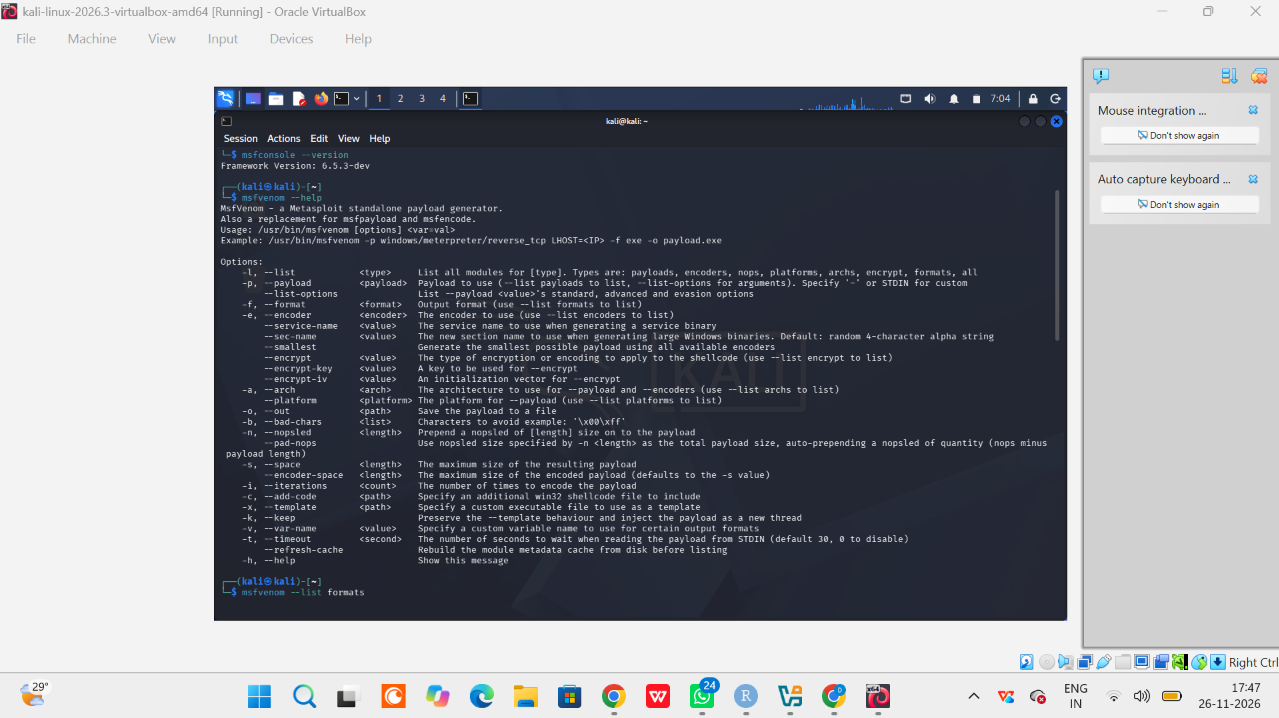 kali-linux-2026.3-virtualbox-amd64 [Running] - Oracle VirtualBox
File Machine View Input Devices Help
1 2 3 4 7:04
kali@kali: ~
Session Actions Edit View Help
└─$ msfconsole --version
Framework Version: 6.5.3-dev
┌──(kali㉿kali)-[~]
└─$ msfvenom --help
MsfVenom - a Metasploit standalone payload generator.
Also a replacement for msfpayload and msfencode.
Usage: /usr/bin/msfvenom [options] <var=val>
Example: /usr/bin/msfvenom -p windows/meterpreter/reverse_tcp LHOST=<IP> -f exe -o payload.exe
Options:
-l, --list <type> List all modules for [type]. Types are: payloads, encoders, nops, platforms, archs, encrypt, formats, all
-p, --payload <payload> Payload to use (--list payloads to list, --list-options for arguments). Specify '-' or STDIN for custom
--list-options List --payload <value>'s standard, advanced and evasion options
-f, --format <format> Output format (use --list formats to list)
-e, --encoder <encoder> The encoder to use (use --list encoders to list)
--service-name <value> The service name to use when generating a service binary
--sec-name <value> The new section name to use when generating large Windows binaries. Default: random 4-character alpha string
--smallest Generate the smallest possible payload using all available encoders
--encrypt <value> The type of encryption or encoding to apply to the shellcode (use --list encrypt to list)
--encrypt-key <value> A key to be used for --encrypt
--encrypt-iv <value> An initialization vector for --encrypt
-a, --arch <arch> The architecture to use for --payload and --encoders (use --list archs to list)
--platform <platform> The platform for --payload (use --list platforms to list)
-o, --out <path> Save the payload to a file
-b, --bad-chars <list> Characters to avoid example: '\x00\xff'
-n, --nopsled <length> Prepend a nopsled of [length] size on to the payload
--pad-nops Use nopsled size specified by -n <length> as the total payload size, auto-prepending a nopsled of quantity (nops minus
payload length)
-s, --space <length> The maximum size of the resulting payload
--encoder-space <length> The maximum size of the encoded payload (defaults to the -s value)
-i, --iterations <count> The number of times to encode the payload
-c, --add-code <path> Specify an additional win32 shellcode file to include
-x, --template <path> Specify a custom executable file to use as a template
-k, --keep Preserve the --template behaviour and inject the payload as a new thread
-v, --var-name <value> Specify a custom variable name to use for certain output formats
-t, --timeout <second> The number of seconds to wait when reading the payload from STDIN (default 30, 0 to disable)
--refresh-cache Rebuild the module metadata cache from disk before listing
-h, --help Show this message
┌──(kali㉿kali)-[~]
└─$ msfvenom --list formats
KALI
Mouse integration ...
Don't show again
Auto capture keyboard ...
Don't show again
Right Ctrl
29°
24
ENG
IN
17:47
26-11-2026